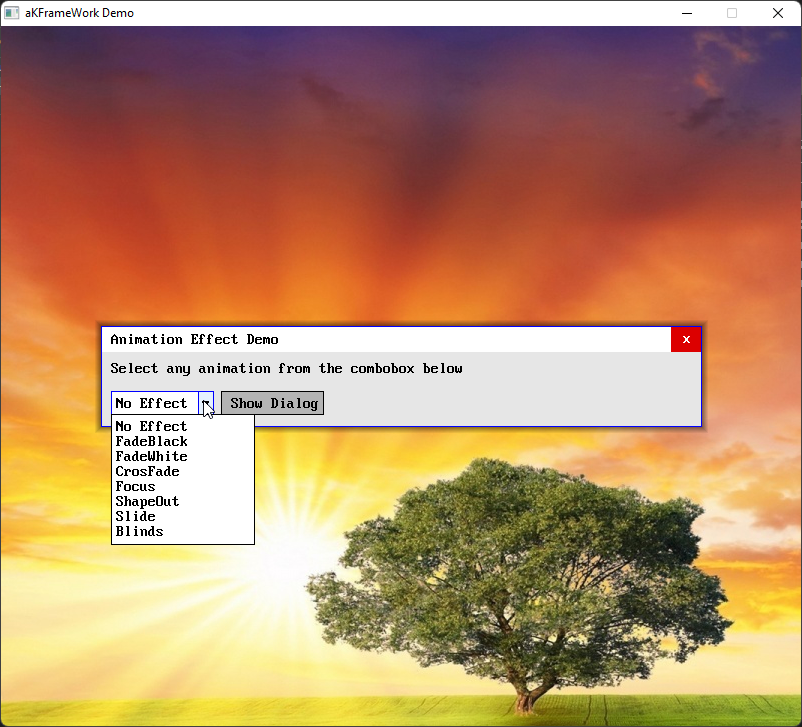 aKFrameWork Demo
Animation Effect Demo
x
Select any animation from the combobox below
No Effect
Show Dialog
No Effect
FadeBlack
FadeWhite
CrosFade
Focus
ShapeOut
Slide
Blinds